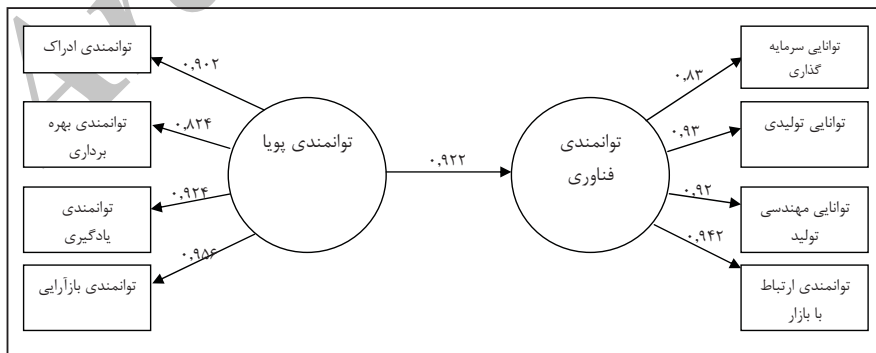 توانمندی ادراک
توانمندی بهره
برداری
توانمندی
یادگیری
توانمندی بازآرایی
۰,۹۰۲
۰,۸۲۴
۰,۹۲۴
۰,۹۵۶
توانمندی پویا
۰,۹۲۲
توانمندی
فناوری
۰,۸۳
۰,۹۳
۰,۹۲
۰,۹۴۲
توانایی سرمایه
گذاری
توانایی تولیدی
توانایی مهندسی
تولید
توانمندی ارتباط
با بازار